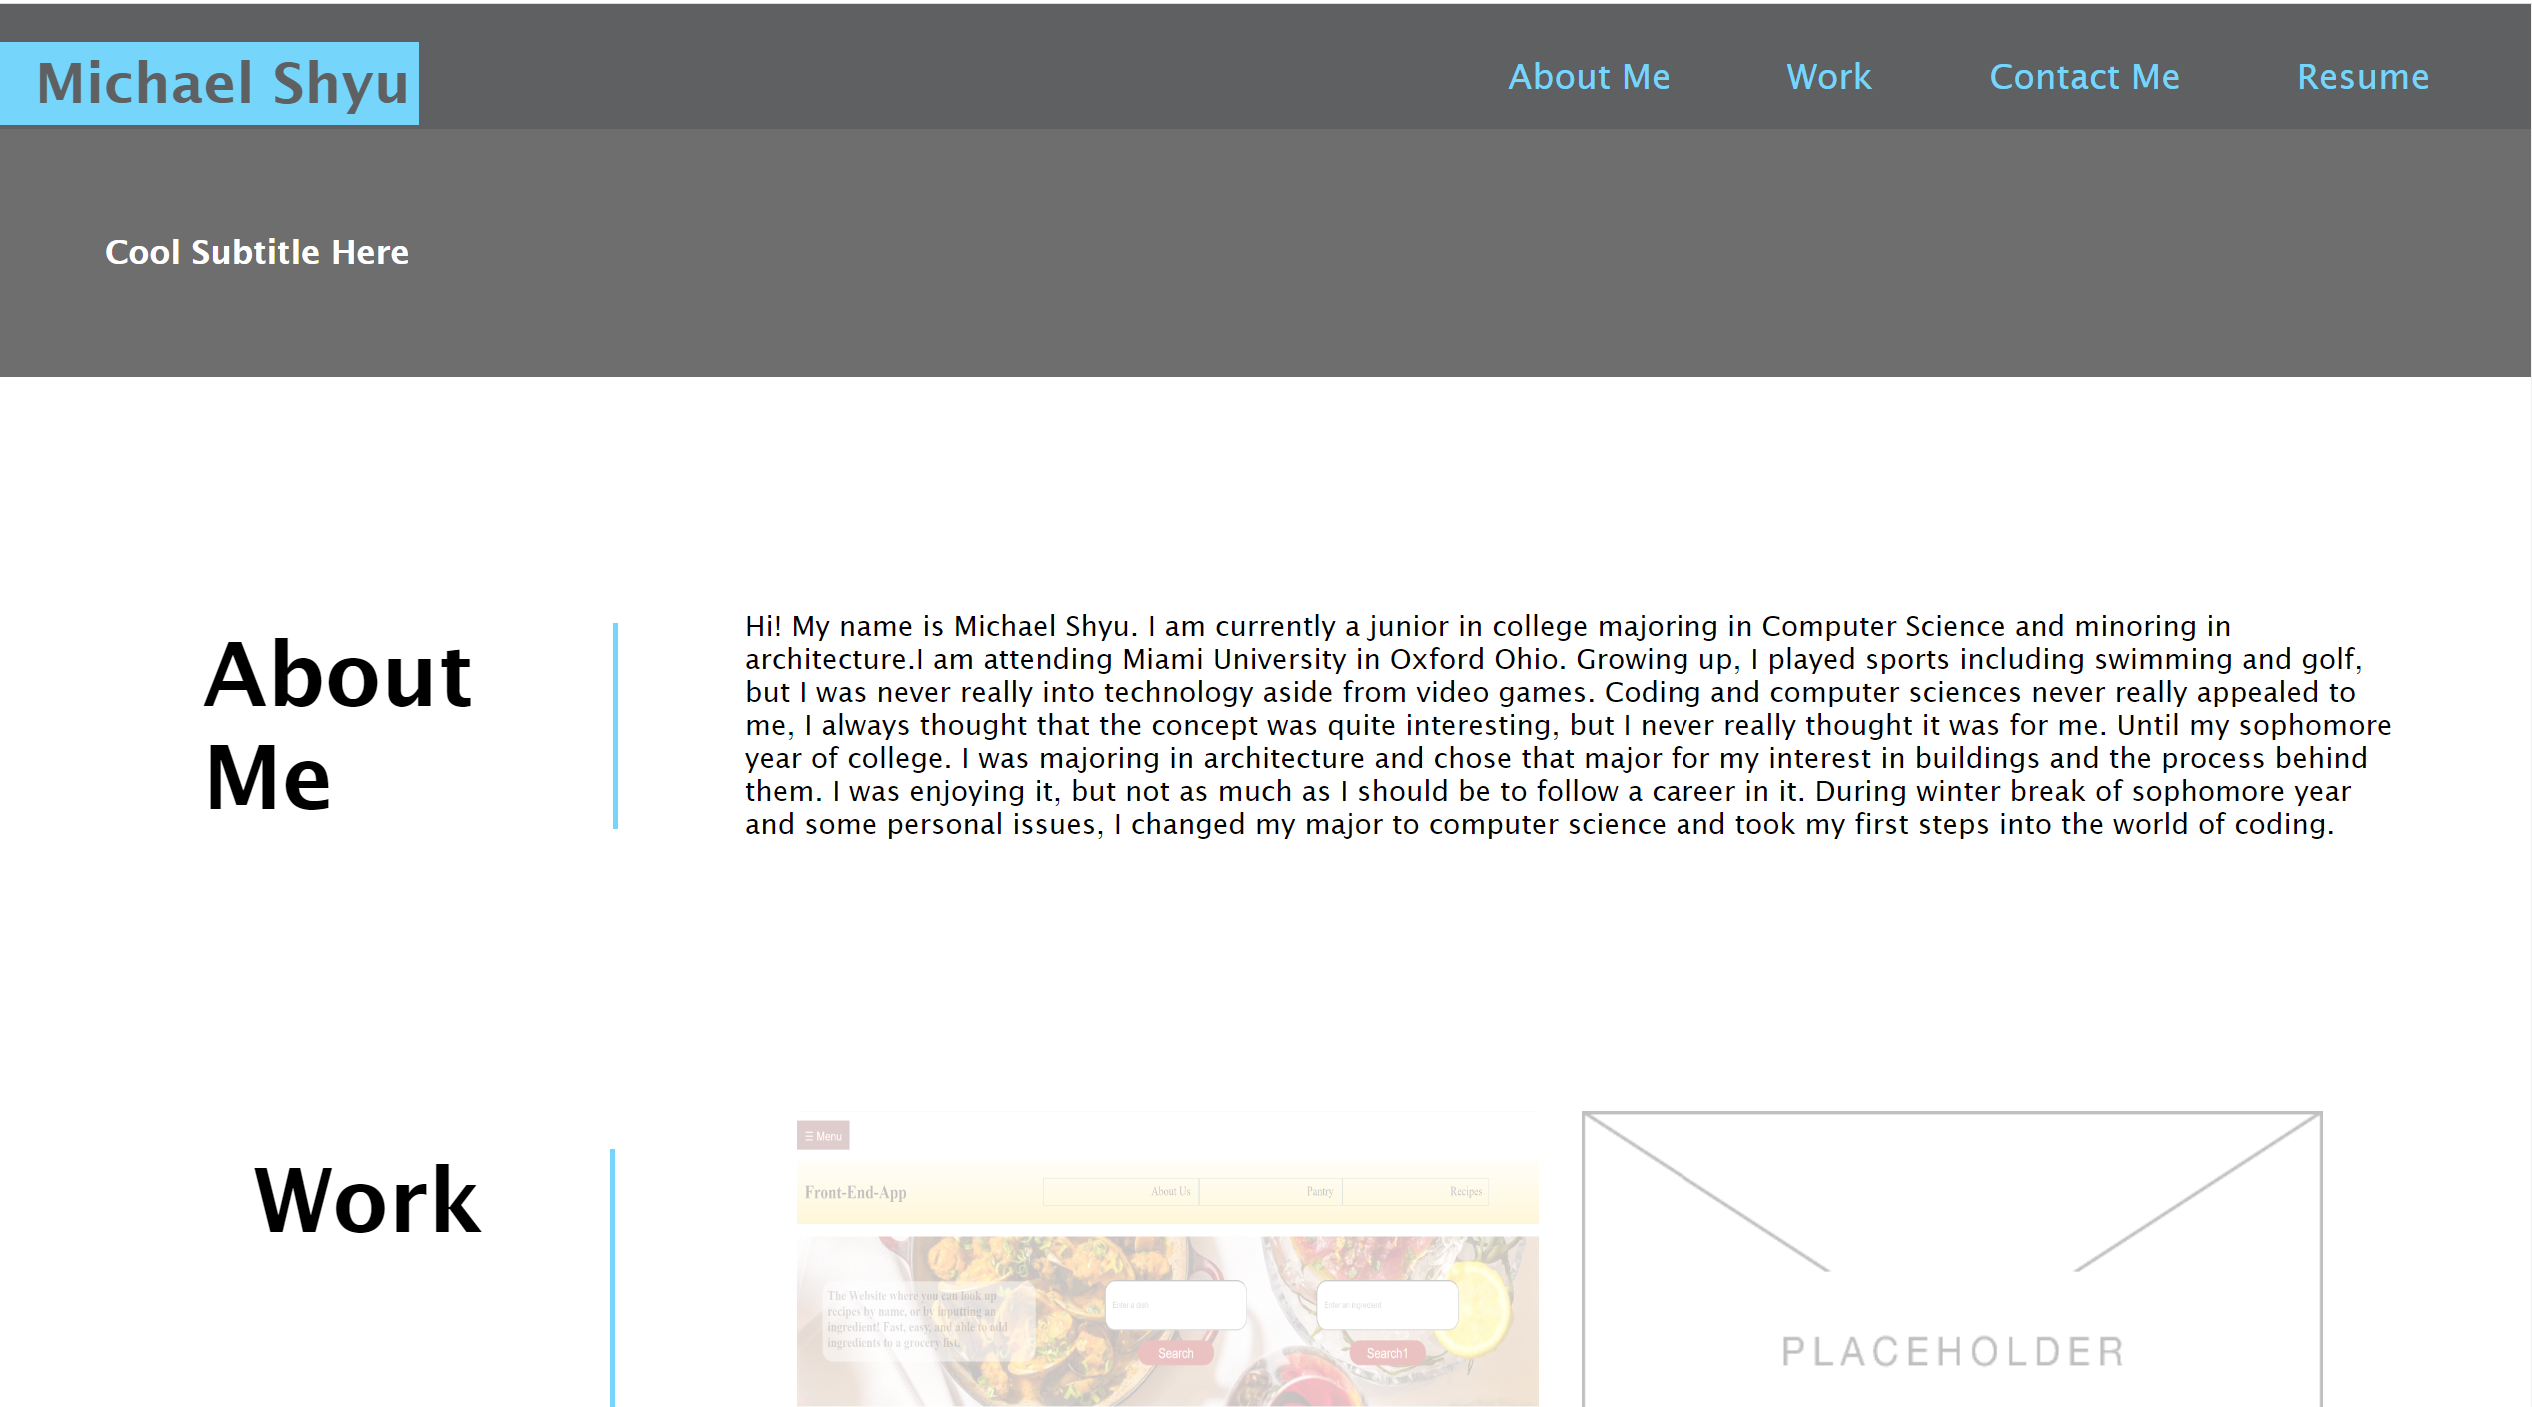 Michael Shyu
About Me
Work
Contact Me
Resume
Cool Subtitle Here
About
Me
Hi! My name is Michael Shyu. I am currently a junior in college majoring in Computer Science and minoring in
architecture.I am attending Miami University in Oxford Ohio. Growing up, I played sports including swimming and golf,
but I was never really into technology aside from video games. Coding and computer sciences never really appealed to
me, I always thought that the concept was quite interesting, but I never really thought it was for me. Until my sophomore
year of college. I was majoring in architecture and chose that major for my interest in buildings and the process behind
them. I was enjoying it, but not as much as I should be to follow a career in it. During winter break of sophomore year
and some personal issues, I changed my major to computer science and took my first steps into the world of coding.
Work
☰ Menu
Front-End-App
About Us
Pantry
Recipes
The Website where you can look up
recipes by name, or by inputting an
ingredient! Fast, easy, and able to add
ingredients to a grocery list.
Enter a dish
Search
Enter an ingredient
Search1
PLACEHOLDER